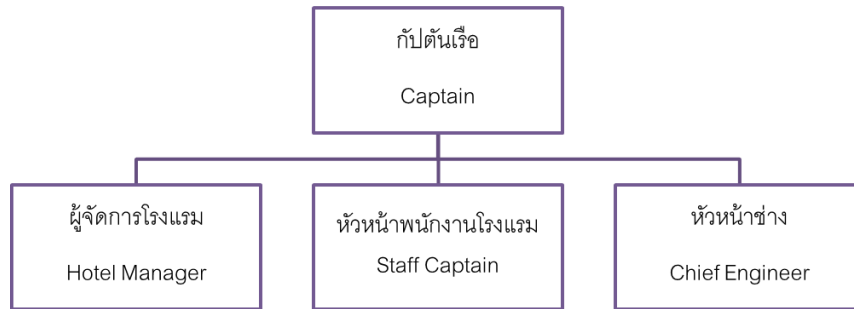 กัปตันเรือ
Captain
ผู้จัดการโรงแรม
Hotel Manager
หัวหน้าพนักงานโรงแรม
Staff Captain
หัวหน้าช่าง
Chief Engineer